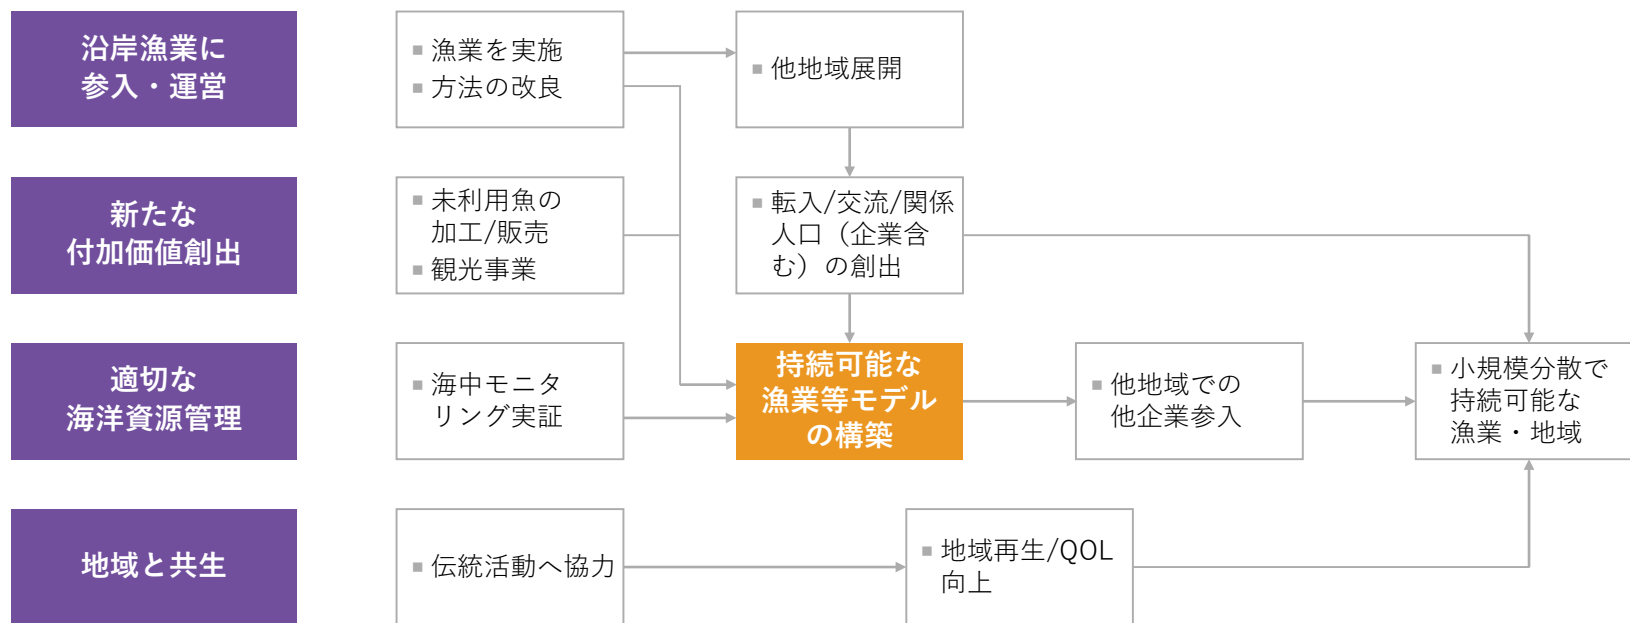 沿岸漁業に
参入・運営
漁業を実施
方法の改良
他地域展開
新たな
付加価値創出
未利用魚の
加工/販売
観光事業
転入/交流/関係
人口（企業含
む）の創出
適切な
海洋資源管理
海中モニタ
リング実証
持続可能な
漁業等モデル
の構築
他地域での
他企業参入
小規模分散で
持続可能な
漁業・地域
地域と共生
伝統活動へ協力
地域再生/QOL
向上